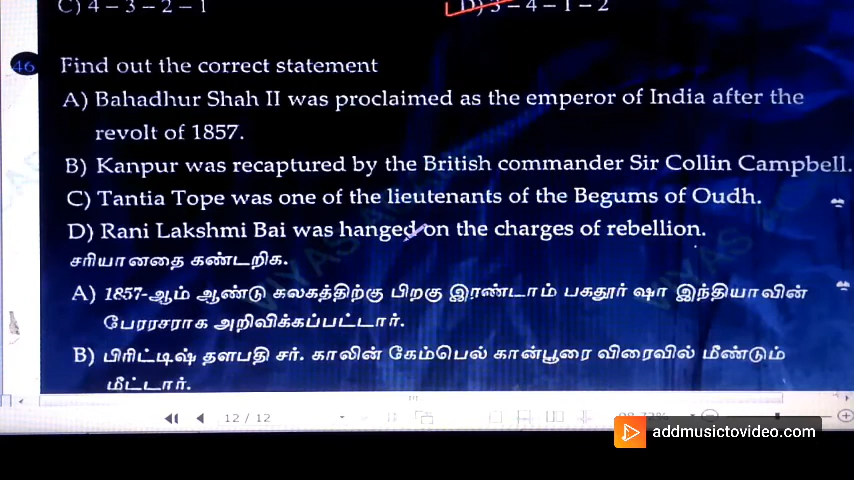 C) 4 – 3 – 2 – 1
D) 3 – 4 – 1 – 2
46 Find out the correct statement
A) Bahadhur Shah II was proclaimed as the emperor of India after the
revolt of 1857.
B) Kanpur was recaptured by the British commander Sir Collin Campbell.
C) Tantia Tope was one of the lieutenants of the Begums of Oudh.
D) Rani Lakshmi Bai was hanged on the charges of rebellion.
சரியானதை கண்டறிக.
A) 1857-ஆம் ஆண்டு கலகத்திற்கு பிறகு இரண்டாம் பகதூர் ஷா இந்தியாவின்
பேரரசராக அறிவிக்கப்பட்டார்.
B) பிரிட்டிஷ் தளபதி சர். காலின் கேம்பெல் கான்பூரை விரைவில் மீண்டும்
மீட்டார்.
12 / 12
addmusictovideo.com